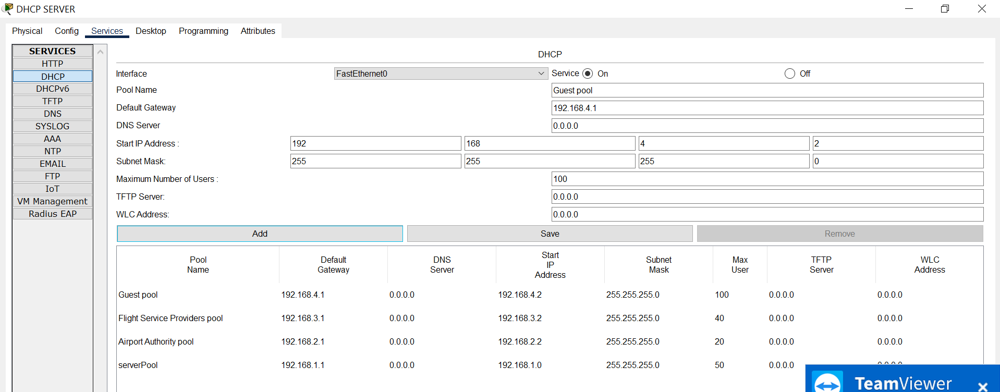 DHCP SERVER
Physical Config Services Desktop Programming Attributes
SERVICES
HTTP
DHCP
DHCPv6
TFTP
DNS
SYSLOG
AAA
NTP
EMAIL
FTP
IoT
VM Management
Radius EAP
DHCP
Interface FastEthernet0 Service On Off
Pool Name Guest pool
Default Gateway 192.168.4.1
DNS Server 0.0.0.0
Start IP Address : 192 168 4 2
Subnet Mask: 255 255 255 0
Maximum Number of Users : 100
TFTP Server: 0.0.0.0
WLC Address: 0.0.0.0
Add Save Remove
Pool Name Default Gateway DNS Server Start IP Address Subnet Mask Max User TFTP Server WLC Address
Guest pool 192.168.4.1 0.0.0.0 192.168.4.2 255.255.255.0 100 0.0.0.0 0.0.0.0
Flight Service Providers pool 192.168.3.1 0.0.0.0 192.168.3.2 255.255.255.0 40 0.0.0.0 0.0.0.0
Airport Authority pool 192.168.2.1 0.0.0.0 192.168.2.2 255.255.255.0 20 0.0.0.0 0.0.0.0
serverPool 192.168.1.1 0.0.0.0 192.168.1.0 255.255.255.0 50 0.0.0.0
TeamViewer